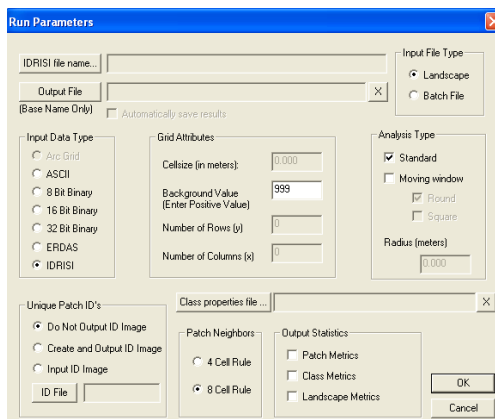 Run Parameters
IDRISI file name...
Input File Type
Landscape
Batch File
Output File
X
(Base Name Only)
Automatically save results
Input Data Type
Arc Grid
ASCII
8 Bit Binary
16 Bit Binary
32 Bit Binary
ERDAS
IDRISI
Grid Attributes
Cellsize (in meters):
0.000
Background Value
(Enter Positive Value)
999
Number of Rows (y)
0
Number of Columns (x)
0
Analysis Type
Standard
Moving window
Round
Square
Radius (meters)
0.000
Unique Patch ID's
Do Not Output ID Image
Create and Output ID Image
Input ID Image
ID File
Class properties file ...
X
Patch Neighbors
4 Cell Rule
8 Cell Rule
Output Statistics
Patch Metrics
Class Metrics
Landscape Metrics
OK
Cancel